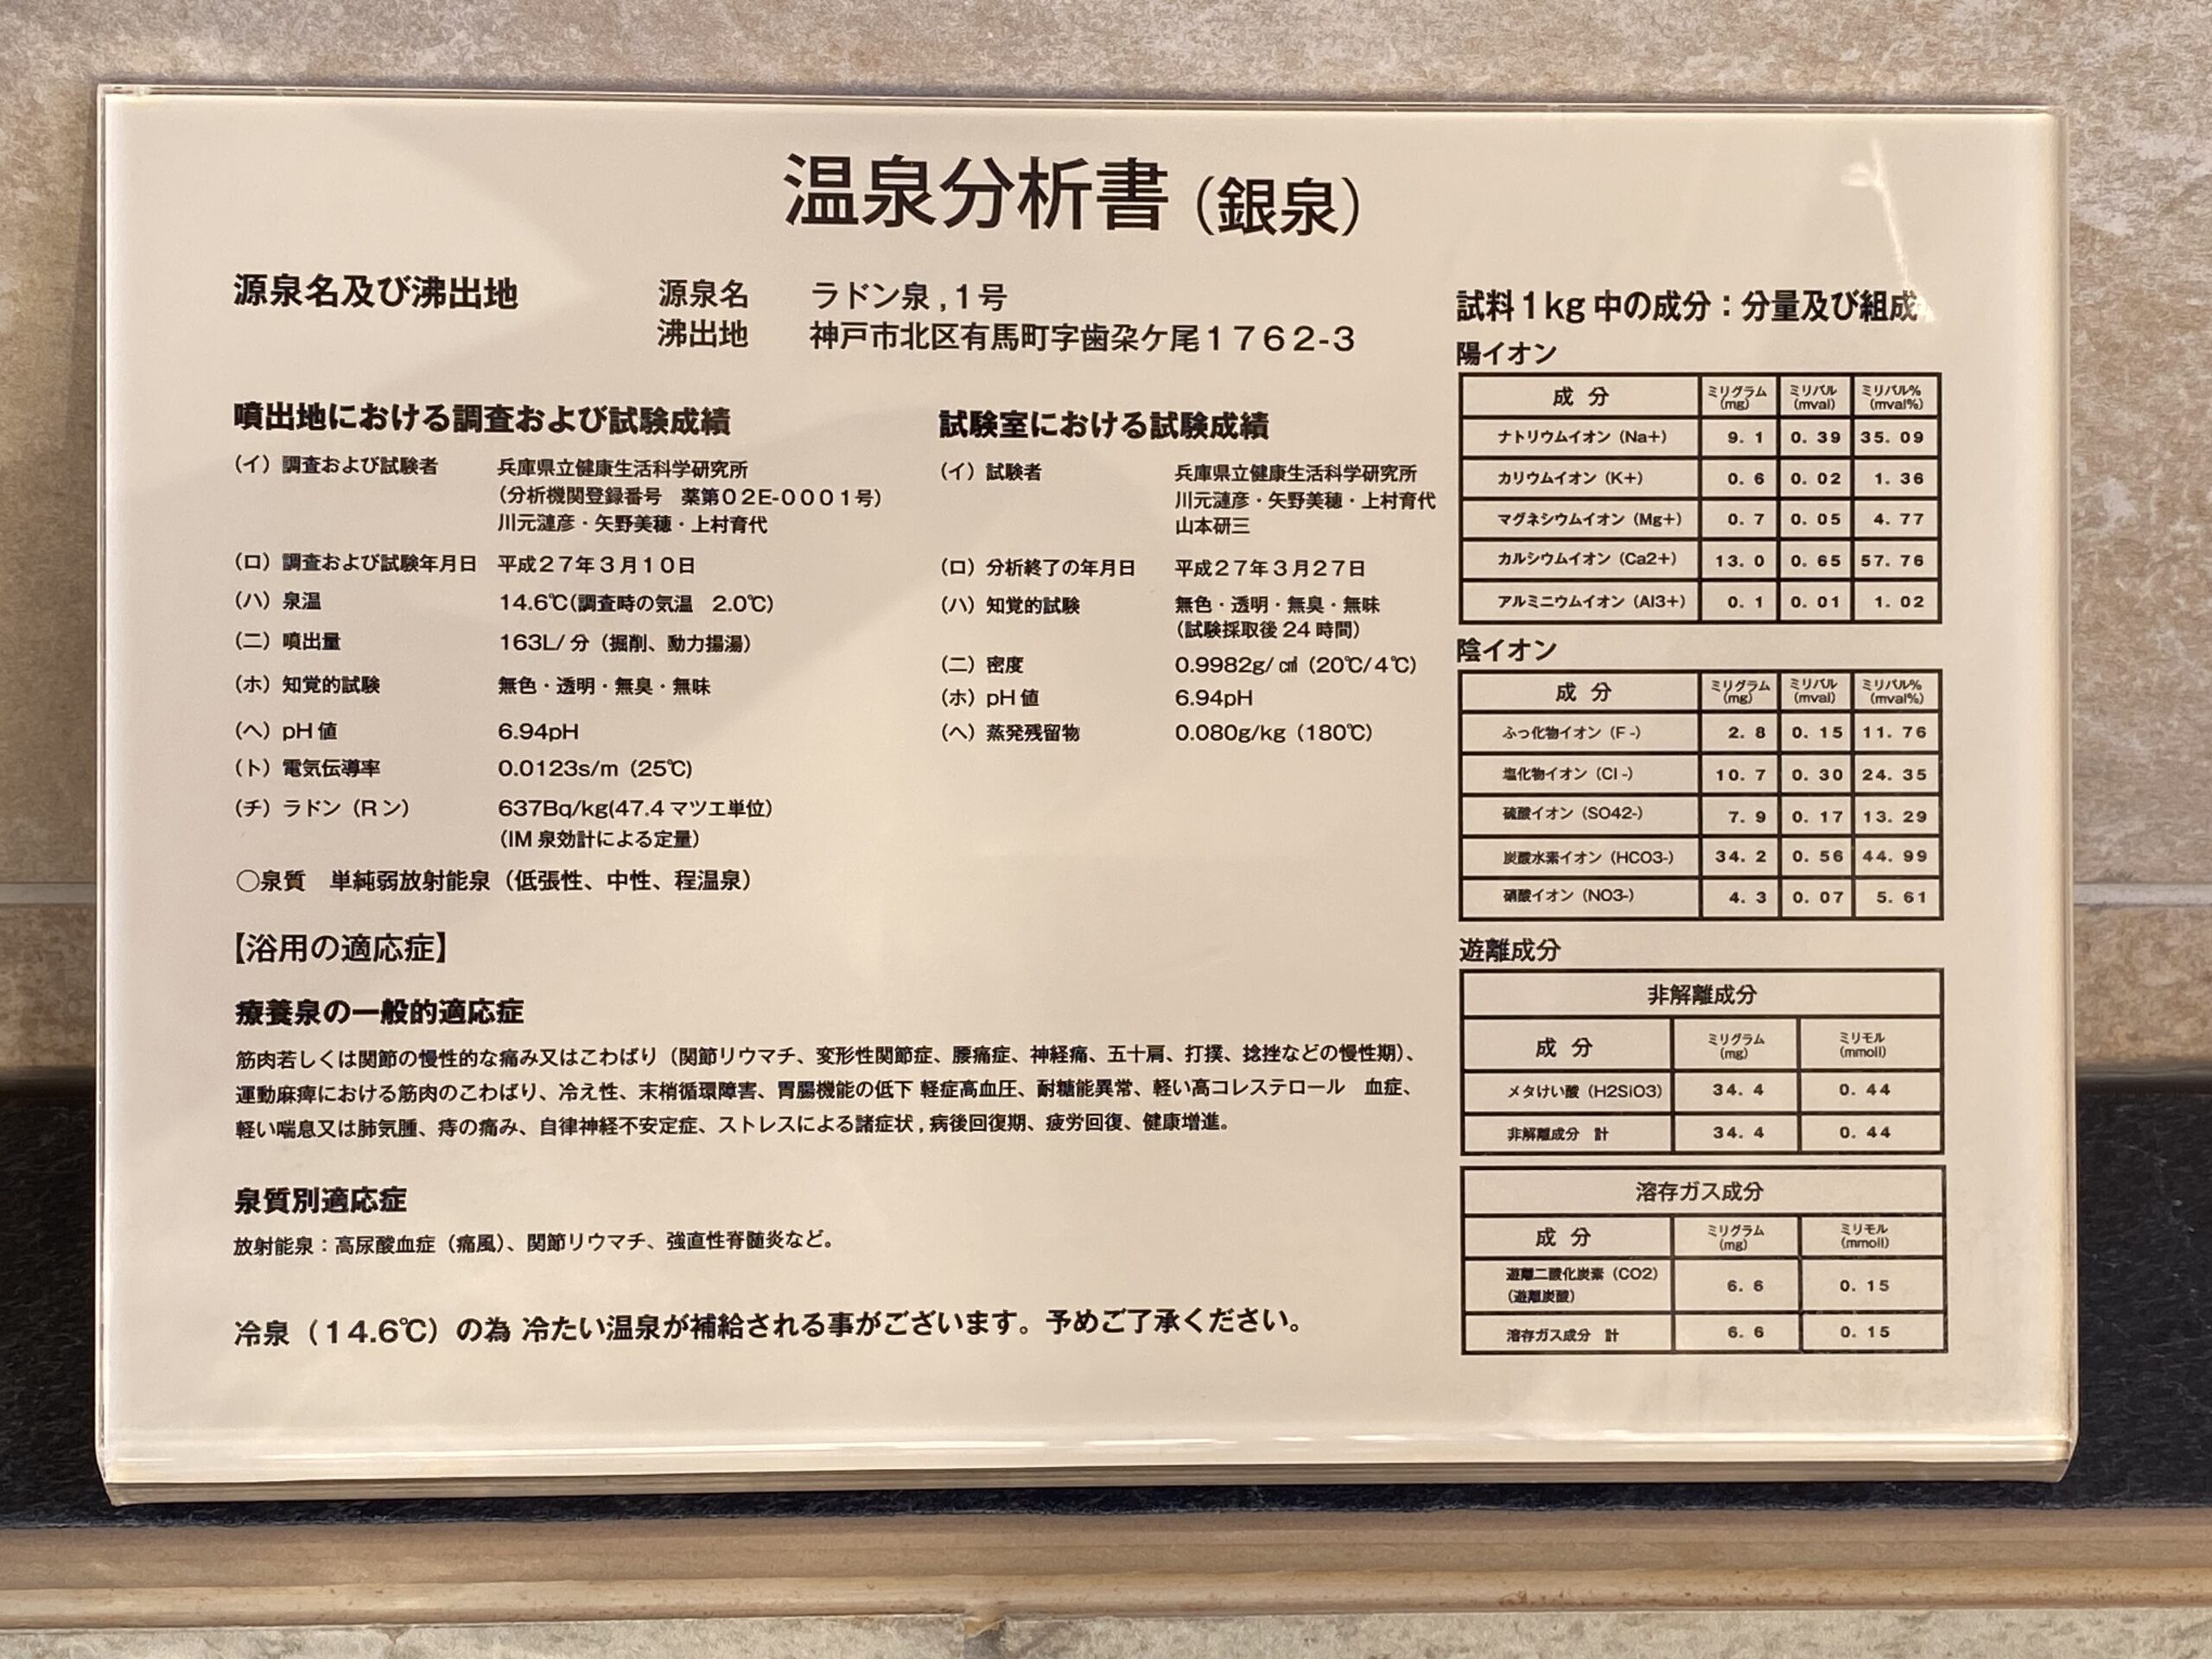 温泉分析書（銀泉）
源泉名及び沸出地
源泉名 ラドン泉,1号
沸出地 神戸市北区有馬町字歯朶ケ尾１７６２-３
噴出地における調査および試験成績
（イ）調査および試験者 兵庫県立健康生活科学研究所
（分析機関登録番号 薬第０２E-０００１号）
川元漣彦・矢野美穂・上村育代
（ロ）調査および試験年月日 平成２７年３月１０日
（ハ）泉温 14.6℃(調査時の気温 2.0℃)
（二）噴出量 163L/ 分（掘削、動力揚湯）
（ホ）知覚的試験 無色・透明・無臭・無味
（ヘ）pH 値 6.94pH
（ト）電気伝導率 0.0123s/m（25℃)
（チ）ラドン（R ン） 637Bq/kg(47.4 マツエ単位）
（IM 泉効計による定量）
○泉質 単純弱放射能泉（低張性、中性、程温泉）
試験室における試験成績
（イ）試験者 兵庫県立健康生活科学研究所
川元漣彦・矢野美穂・上村育代
山本研三
（ロ）分析終了の年月日 平成２７年３月２７日
（ハ）知覚的試験 無色・透明・無臭・無味
（試験採取後 24 時間）
（二）密度 0.9982g/ ㎤（20℃/4℃）
（ホ）pH 値 6.94pH
（ヘ）蒸発残留物 0.080g/kg（180℃）
【浴用の適応症】
療養泉の一般的適応症
筋肉若しくは関節の慢性的な痛み又はこわばり（関節リウマチ、変形性関節症、腰痛症、神経痛、五十肩、打撲、捻挫などの慢性期）、
運動麻痺における筋肉のこわばり、冷え性、末梢循環障害、胃腸機能の低下 軽症高血圧、耐糖能異常、軽い高コレステロール 血症、
軽い喘息又は肺気腫、痔の痛み、自律神経不安定症、ストレスによる諸症状,病後回復期、疲労回復、健康増進。
泉質別適応症
放射能泉：高尿酸血症（痛風）、関節リウマチ、強直性脊髄炎など。
冷泉（14.6℃）の為 冷たい温泉が補給される事がございます。予めご了承ください。
試料１kg 中の成分：分量及び組成
陽イオン
成 分 ミリグラム (mg) ミリバル (mval) ミリバル% (mval%)
ナトリウムイオン（Na+） 9. 1 0. 39 35. 09
カリウムイオン（K+） 0. 6 0. 02 1. 36
マグネシウムイオン（Mg+） 0. 7 0. 05 4. 77
カルシウムイオン（Ca2+） 13. 0 0. 65 57. 76
アルミニウムイオン（Al3+） 0. 1 0. 01 1. 02
陰イオン
成 分 ミリグラム (mg) ミリバル (mval) ミリバル% (mval%)
ふっ化物イオン（F -） 2. 8 0. 15 11. 76
塩化物イオン（Cl -） 10. 7 0. 30 24. 35
硫酸イオン（SO42-） 7. 9 0. 17 13. 29
炭酸水素イオン（HCO3-） 34. 2 0. 56 44. 99
硝酸イオン（NO3-） 4. 3 0. 07 5. 61
遊離成分
非解離成分
成 分 ミリグラム (mg) ミリモル (mmoll)
メタけい酸（H2SiO3） 34. 4 0. 44
非解離成分 計 34. 4 0. 44
溶存ガス成分
成 分 ミリグラム (mg) ミリモル (mmoll)
遊離二酸化炭素（CO2） 6. 6 0. 15
（遊離炭酸）
溶存ガス成分 計 6. 6 0. 15